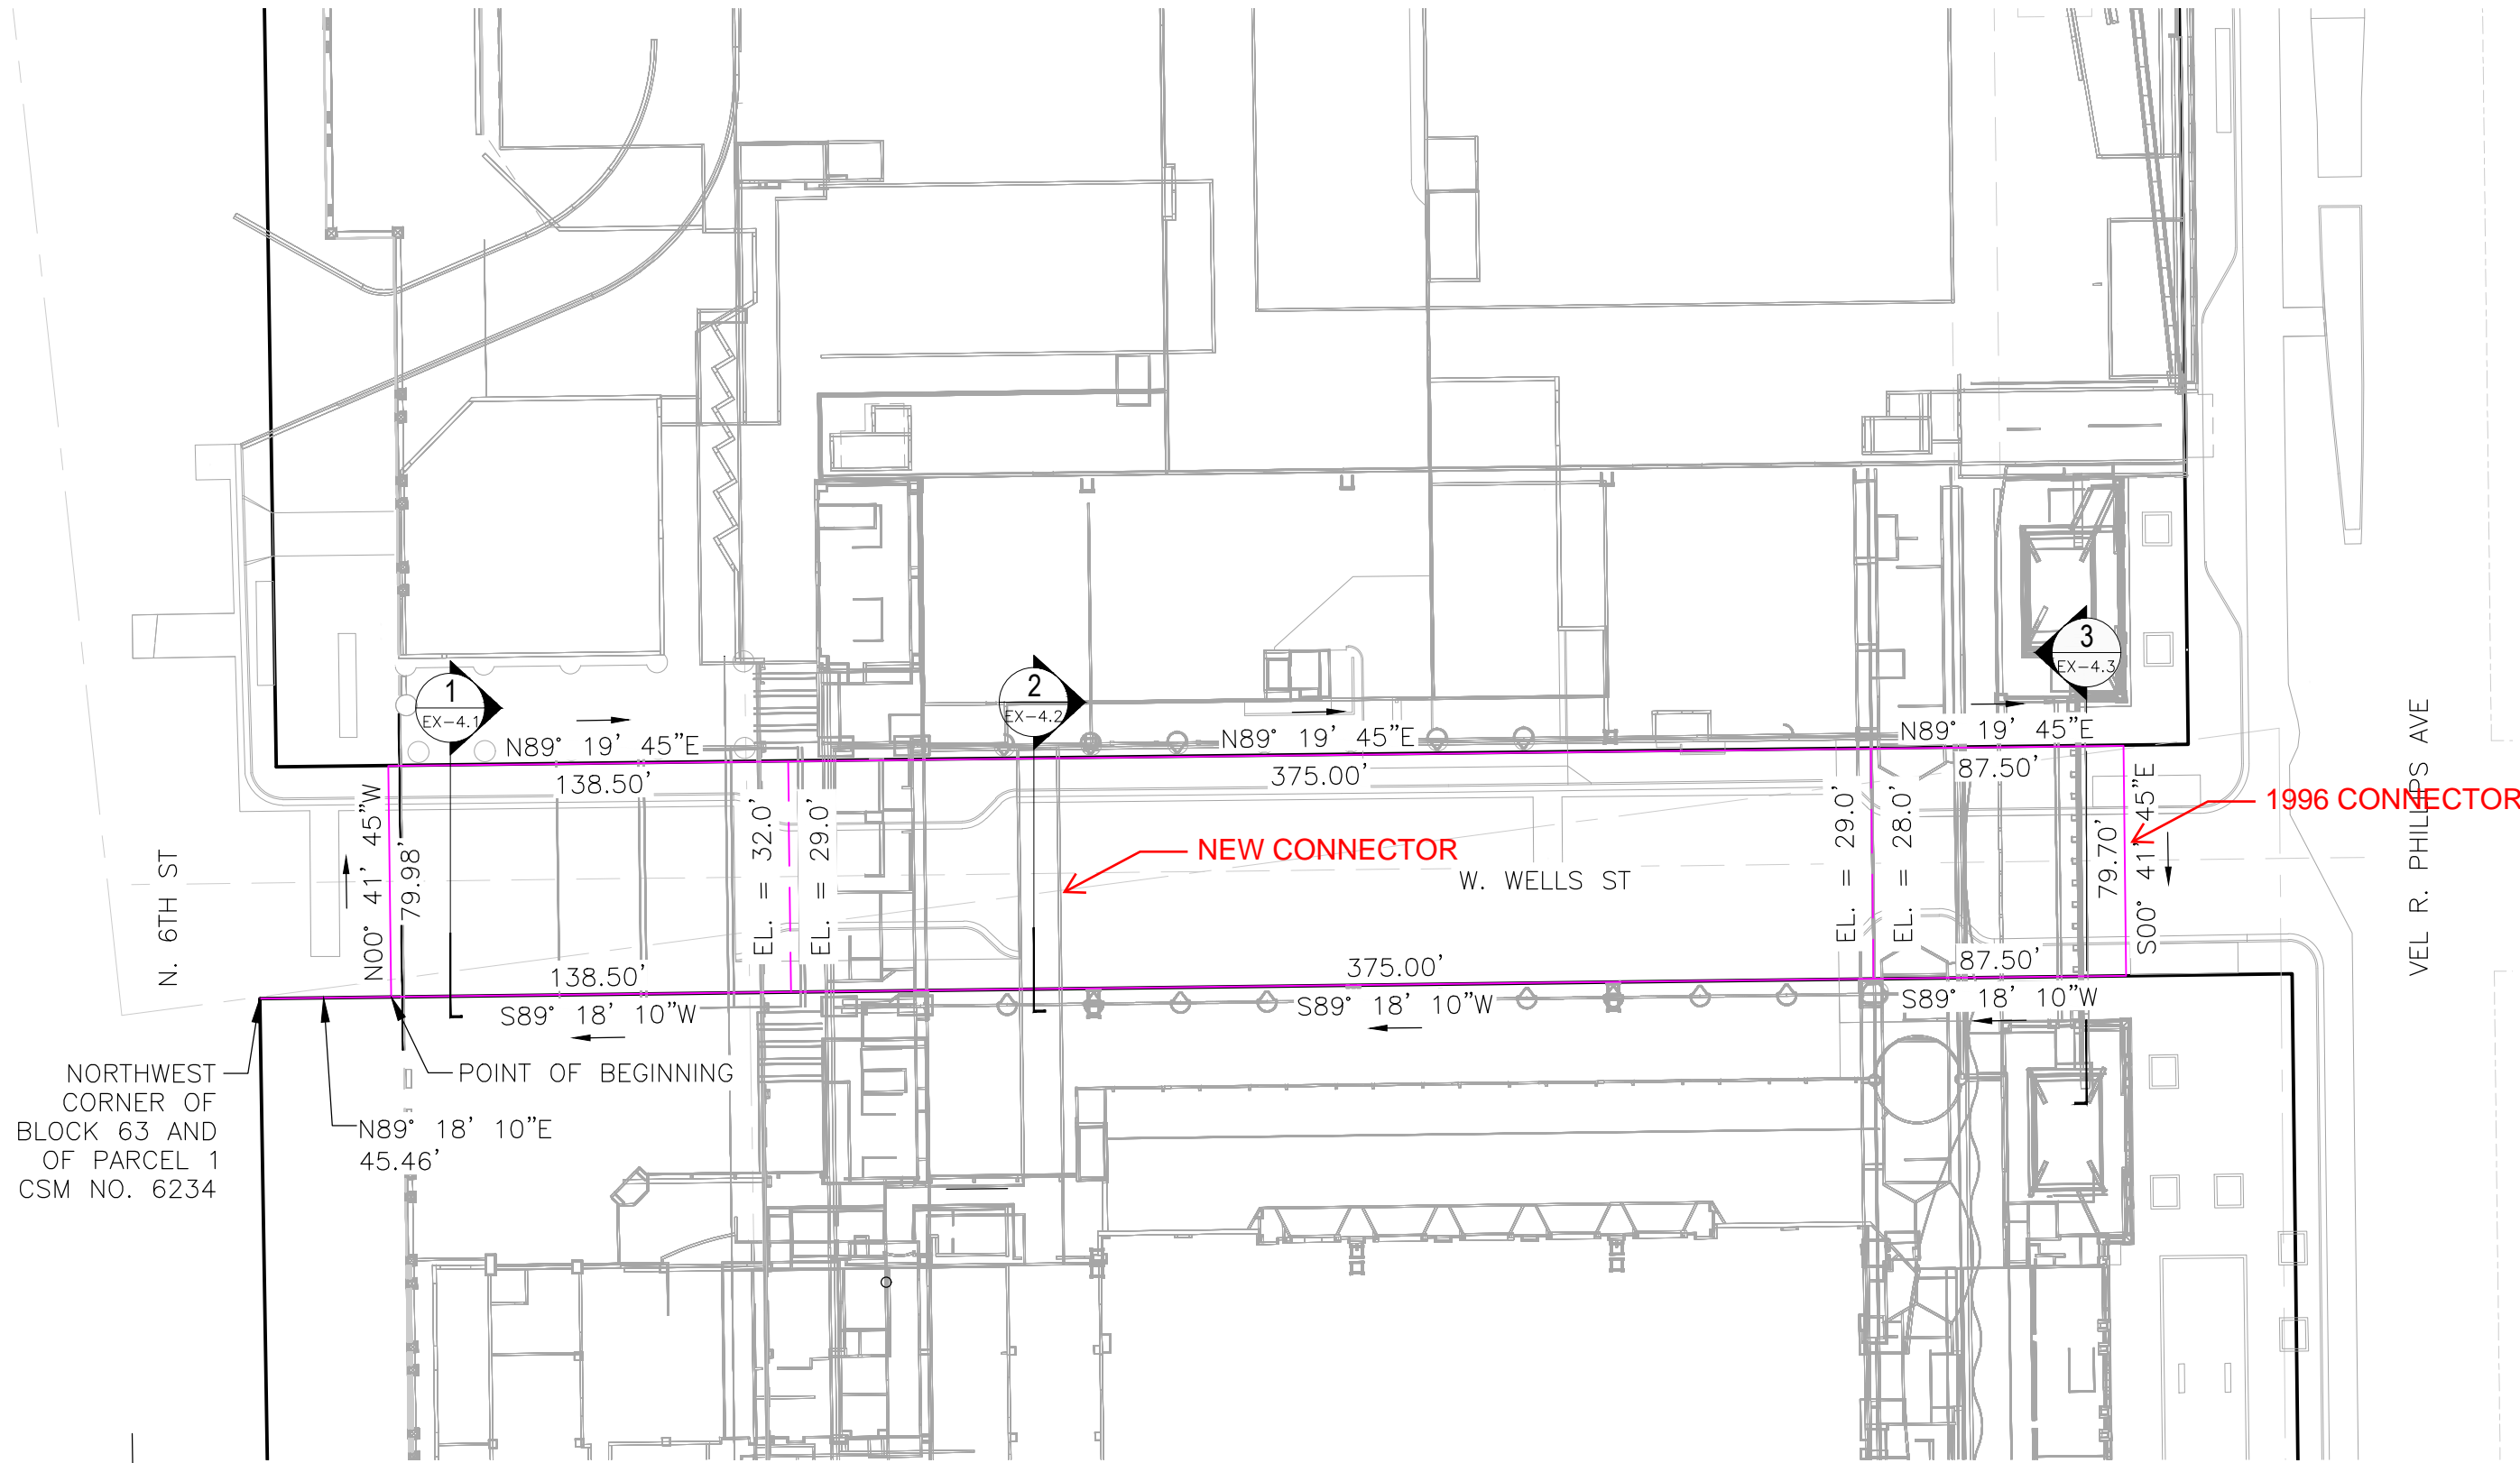 1
EX-4.1
2
EX-4.2
3
EX-4.3
N89° 19' 45"E
138.50'
N89° 19' 45"E
375.00'
N89° 19' 45"E
87.50'
N00° 41' 45"W
79.98'
EL. = 32.0'
EL. = 29.0'
EL. = 29.0'
EL. = 28.0'
79.70'
S00° 41' 45"E
1996 CONNECTOR
NEW CONNECTOR
W. WELLS ST
N. 6TH ST
VEL R. PHILLIPS AVE
138.50'
S89° 18' 10"W
375.00'
S89° 18' 10"W
87.50'
S89° 18' 10"W
NORTHWEST
CORNER OF
BLOCK 63 AND
OF PARCEL 1
CSM NO. 6234
POINT OF BEGINNING
N89° 18' 10"E
45.46'